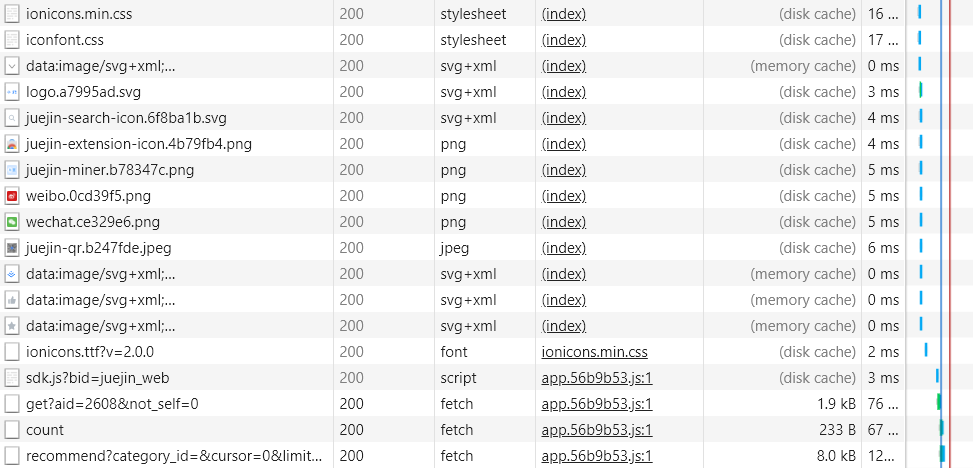 ionicons.min.css 200 stylesheet (index) (disk cache) 16 ...
iconfont.css 200 stylesheet (index) (disk cache) 17 ...
data:image/svg+xml;... 200 svg+xml (index) (memory cache) 0 ms
logo.a7995ad.svg 200 svg+xml (index) (disk cache) 3 ms
juejin-search-icon.6f8ba1b.svg 200 svg+xml (index) (disk cache) 4 ms
juejin-extension-icon.4b79fb4.png 200 png (index) (disk cache) 4 ms
juejin-miner.b78347c.png 200 png (index) (disk cache) 5 ms
weibo.0cd39f5.png 200 png (index) (disk cache) 5 ms
wechat.ce329e6.png 200 png (index) (disk cache) 5 ms
juejin-qr.b247fde.jpeg 200 jpeg (index) (disk cache) 6 ms
data:image/svg+xml;... 200 svg+xml (index) (memory cache) 0 ms
data:image/svg+xml;... 200 svg+xml (index) (memory cache) 0 ms
data:image/svg+xml;... 200 svg+xml (index) (memory cache) 0 ms
ionicons.ttf?v=2.0.0 200 font ionicons.min.css (disk cache) 2 ms
sdk.js?bid=juejin_web 200 script app.56b9b53.js:1 (disk cache) 3 ms
get?aid=2608&not_self=0 200 fetch app.56b9b53.js:1 1.9 kB 76 ...
count 200 fetch app.56b9b53.js:1 233 B 67 ...
recommend?category_id=&cursor=0&limit... 200 fetch app.56b9b53.js:1 8.0 kB 12...